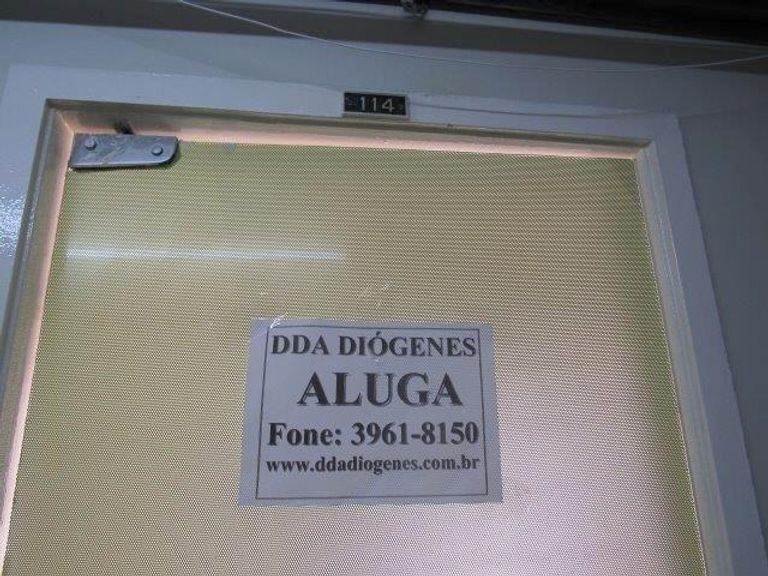 114
DDA DIÓGENES
ALUGA
Fone: 3961-8150
www.ddadiogenes.com.br